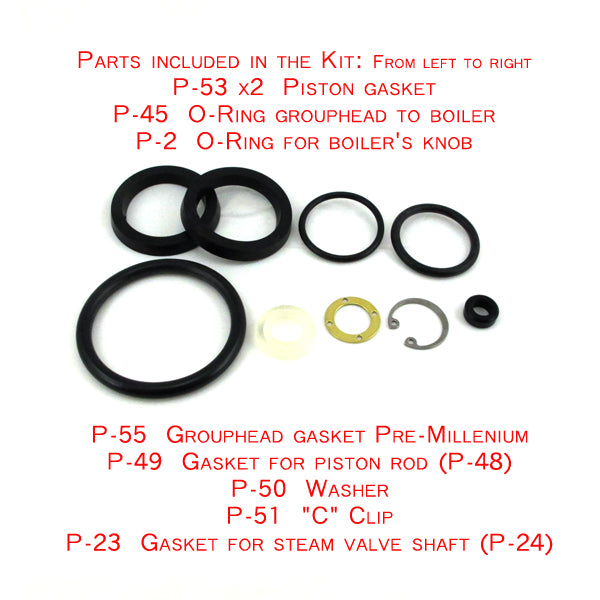 Parts included in the Kit: From left to right
P-53 x2 Piston gasket
P-45 O-Ring grouphead to boiler
P-2 O-Ring for boiler's knob
P-55 Grouphead gasket Pre-Millenium
P-49 Gasket for piston rod (P-48)
P-50 Washer
P-51 "C" Clip
P-23 Gasket for steam valve shaft (P-24)